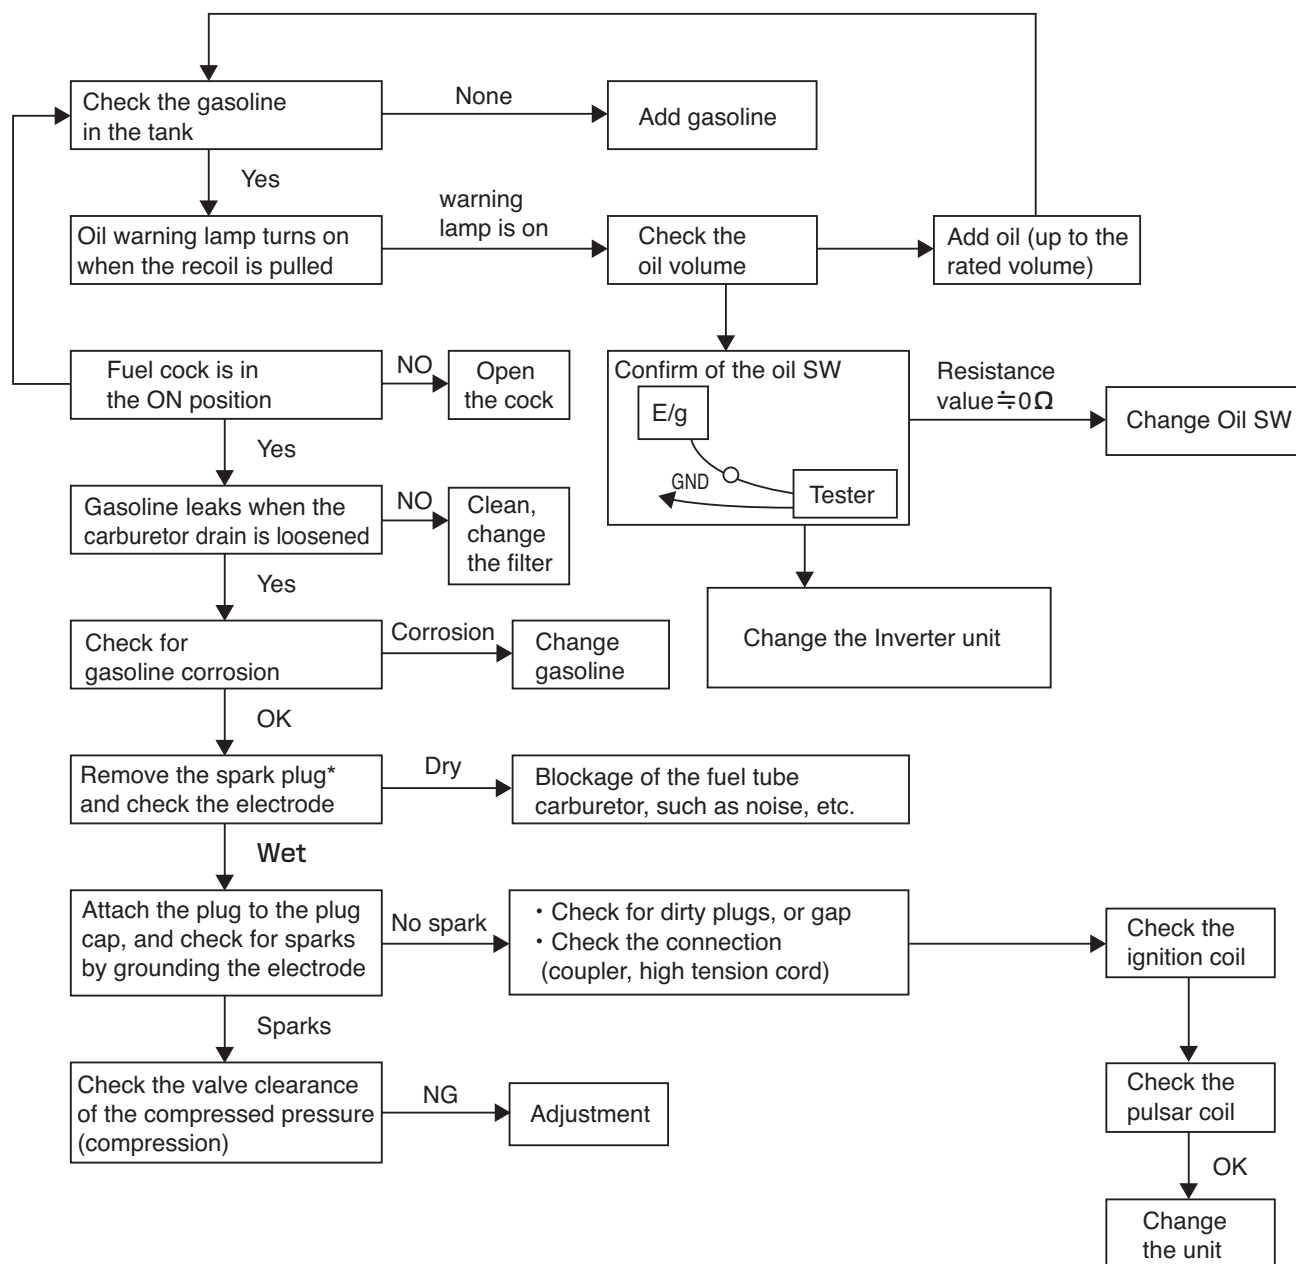 Check the gasoline
in the tank
None
Add gasoline
Yes
Oil warning lamp turns on
when the recoil is pulled
warning
lamp is on
Check the
oil volume
Add oil (up to the
rated volume)
Fuel cock is in
the ON position
NO
Open
the cock
Confirm of the oil SW
E/g
GND
Tester
Resistance
value≒0Ω
Change Oil SW
Yes
Gasoline leaks when the
carburetor drain is loosened
NO
Clean,
change
the filter
Change the Inverter unit
Yes
Check for
gasoline corrosion
Corrosion
Change
gasoline
OK
Remove the spark plug*
and check the electrode
Dry
Blockage of the fuel tube
carburetor, such as noise, etc.
Wet
Attach the plug to the plug
cap, and check for sparks
by grounding the electrode
No spark
・Check for dirty plugs, or gap
・Check the connection
(coupler, high tension cord)
Check the
ignition coil
Sparks
Check the valve clearance
of the compressed pressure
(compression)
NG
Adjustment
Check the
pulsar coil
OK
Change
the unit